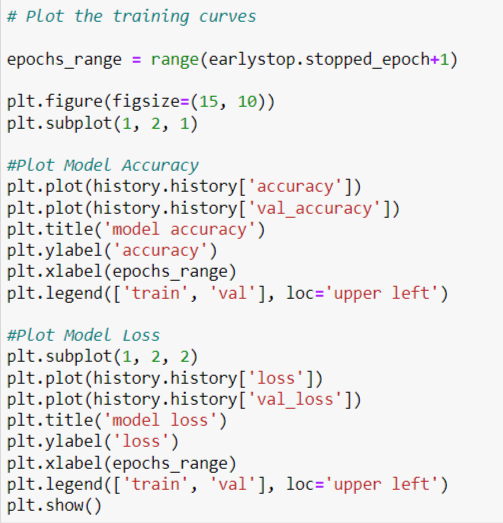 # Plot the training curves
epochs_range = range(earlystop.stopped_epoch+1)
plt.figure(figsize=(15, 10))
plt.subplot(1, 2, 1)
#Plot Model Accuracy
plt.plot(history.history['accuracy'])
plt.plot(history.history['val_accuracy'])
plt.title('model accuracy')
plt.ylabel('accuracy')
plt.xlabel(epochs_range)
plt.legend(['train', 'val'], loc='upper left')
#Plot Model Loss
plt.subplot(1, 2, 2)
plt.plot(history.history['loss'])
plt.plot(history.history['val_loss'])
plt.title('model loss')
plt.ylabel('loss')
plt.xlabel(epochs_range)
plt.legend(['train', 'val'], loc='upper left')
plt.show()